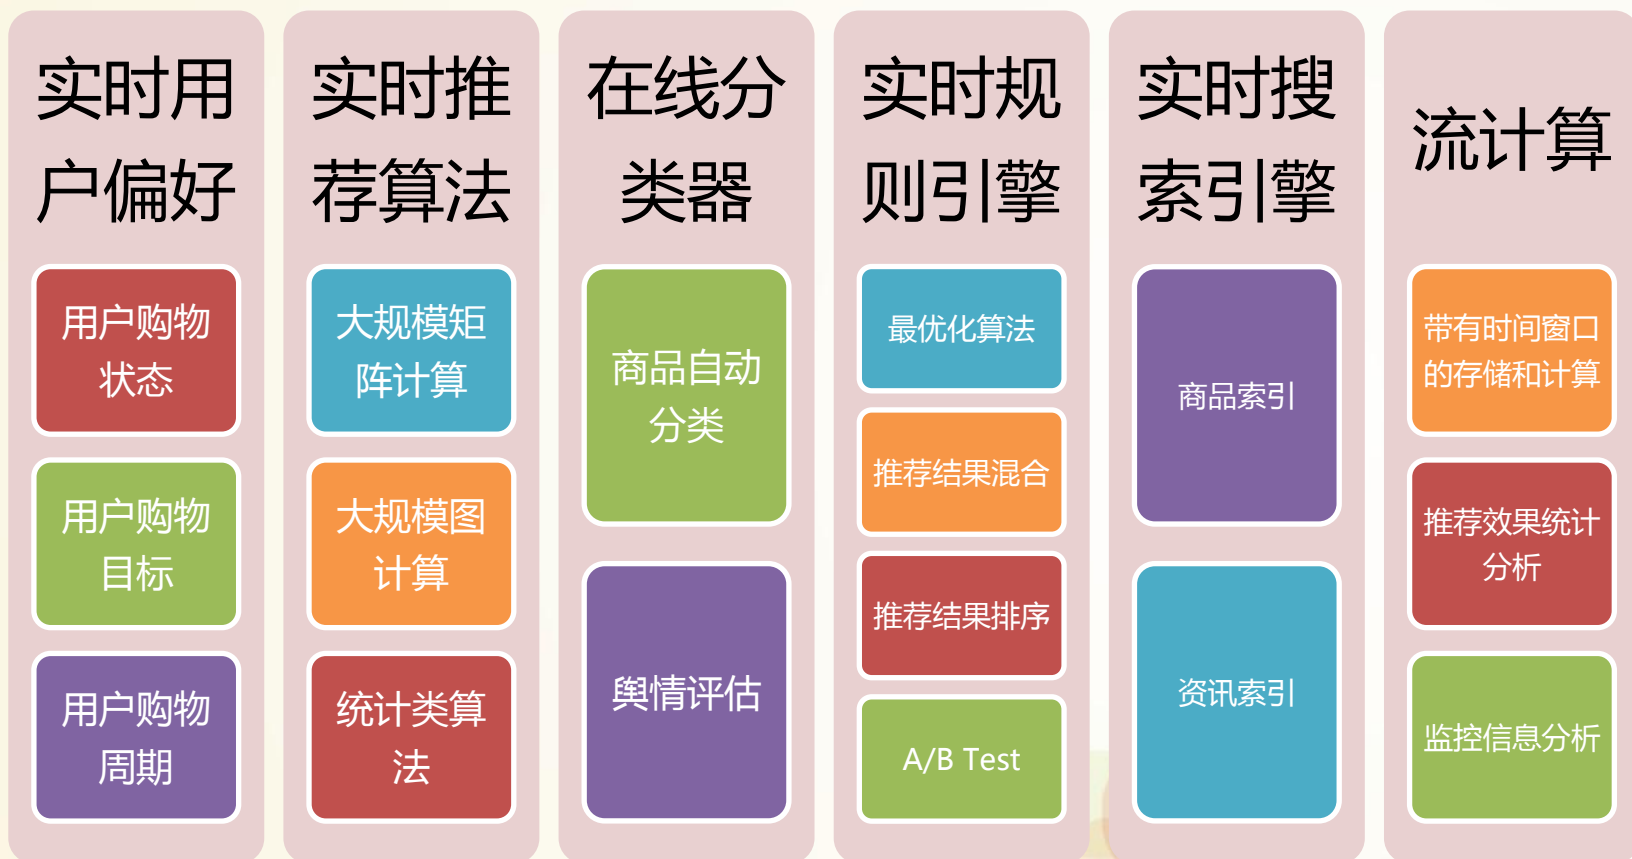 实时用
户偏好
用户购物
状态
用户购物
目标
用户购物
周期
实时推
荐算法
大规模矩
阵计算
大规模图
计算
统计类算
法
在线分
类器
商品自动
分类
舆情评估
实时规
则引擎
最优化算法
推荐结果混合
推荐结果排序
A/B Test
实时搜
索引擎
商品索引
资讯索引
流计算
带有时间窗口
的存储和计算
推荐效果统计
分析
监控信息分析